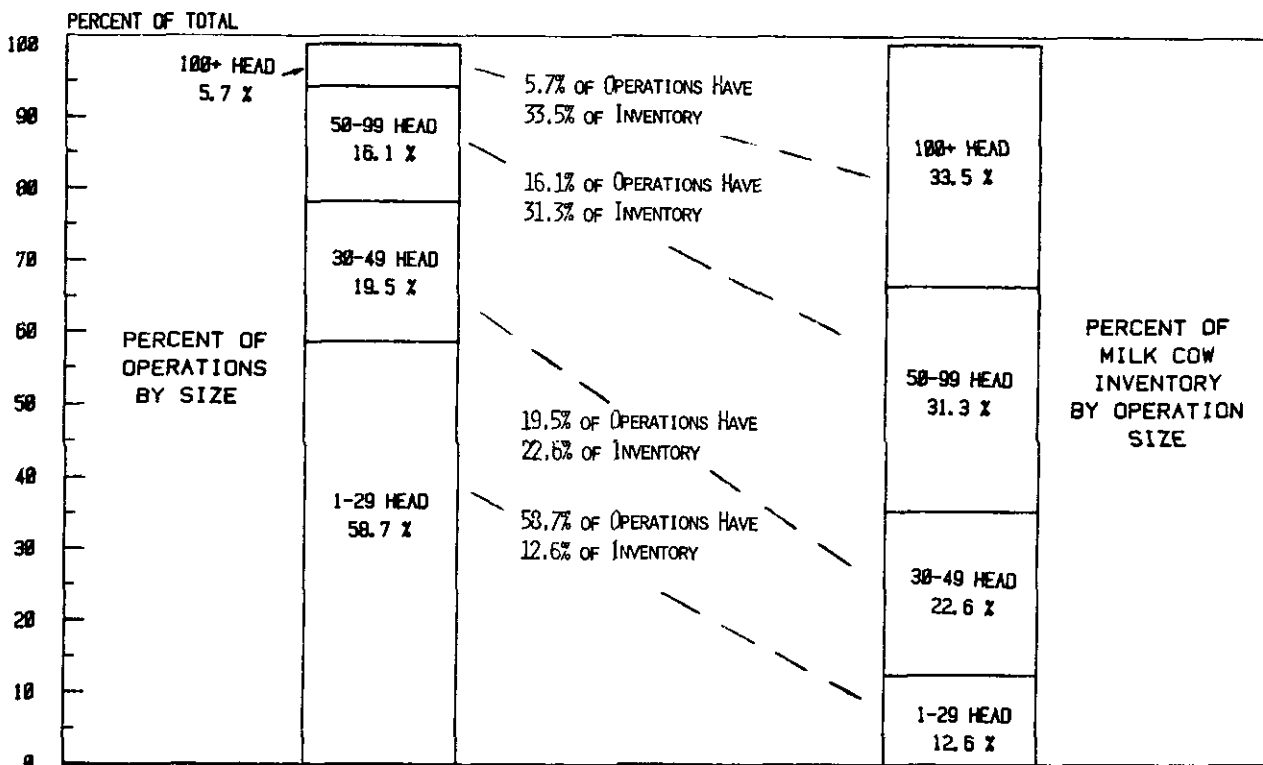 PERCENT OF TOTAL
100
90
80
70
60
50
40
30
20
10
0
PERCENT OF
OPERATIONS
BY SIZE
100+ HEAD
5.7 %
50-99 HEAD
16.1 %
30-49 HEAD
19.5 %
1-29 HEAD
58.7 %
5.7% OF OPERATIONS HAVE
33.5% OF INVENTORY
16.1% OF OPERATIONS HAVE
31.3% OF INVENTORY
19.5% OF OPERATIONS HAVE
22.6% OF INVENTORY
58.7% OF OPERATIONS HAVE
12.6% OF INVENTORY
100+ HEAD
33.5 %
50-99 HEAD
31.3 %
30-49 HEAD
22.6 %
1-29 HEAD
12.6 %
PERCENT OF
MILK COW
INVENTORY
BY OPERATION
SIZE